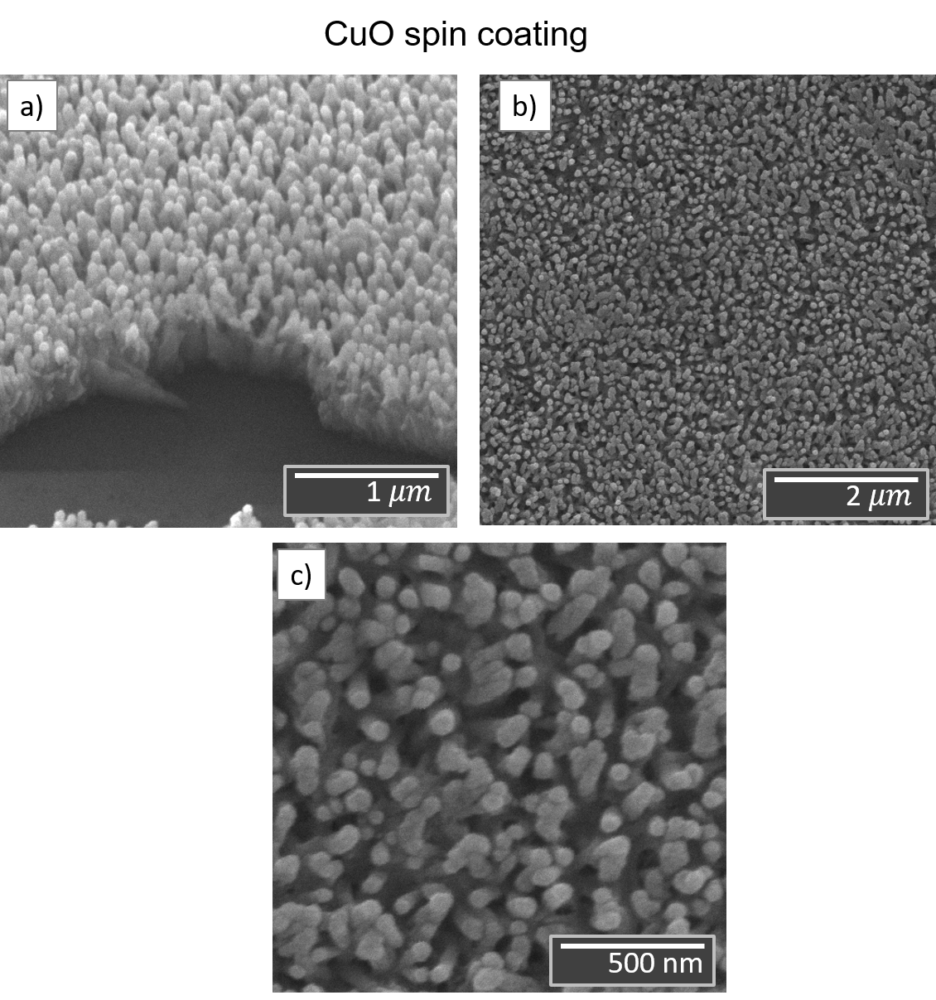 CuO spin coating
a)
b)
1 μm
2 μm
c)
500 nm